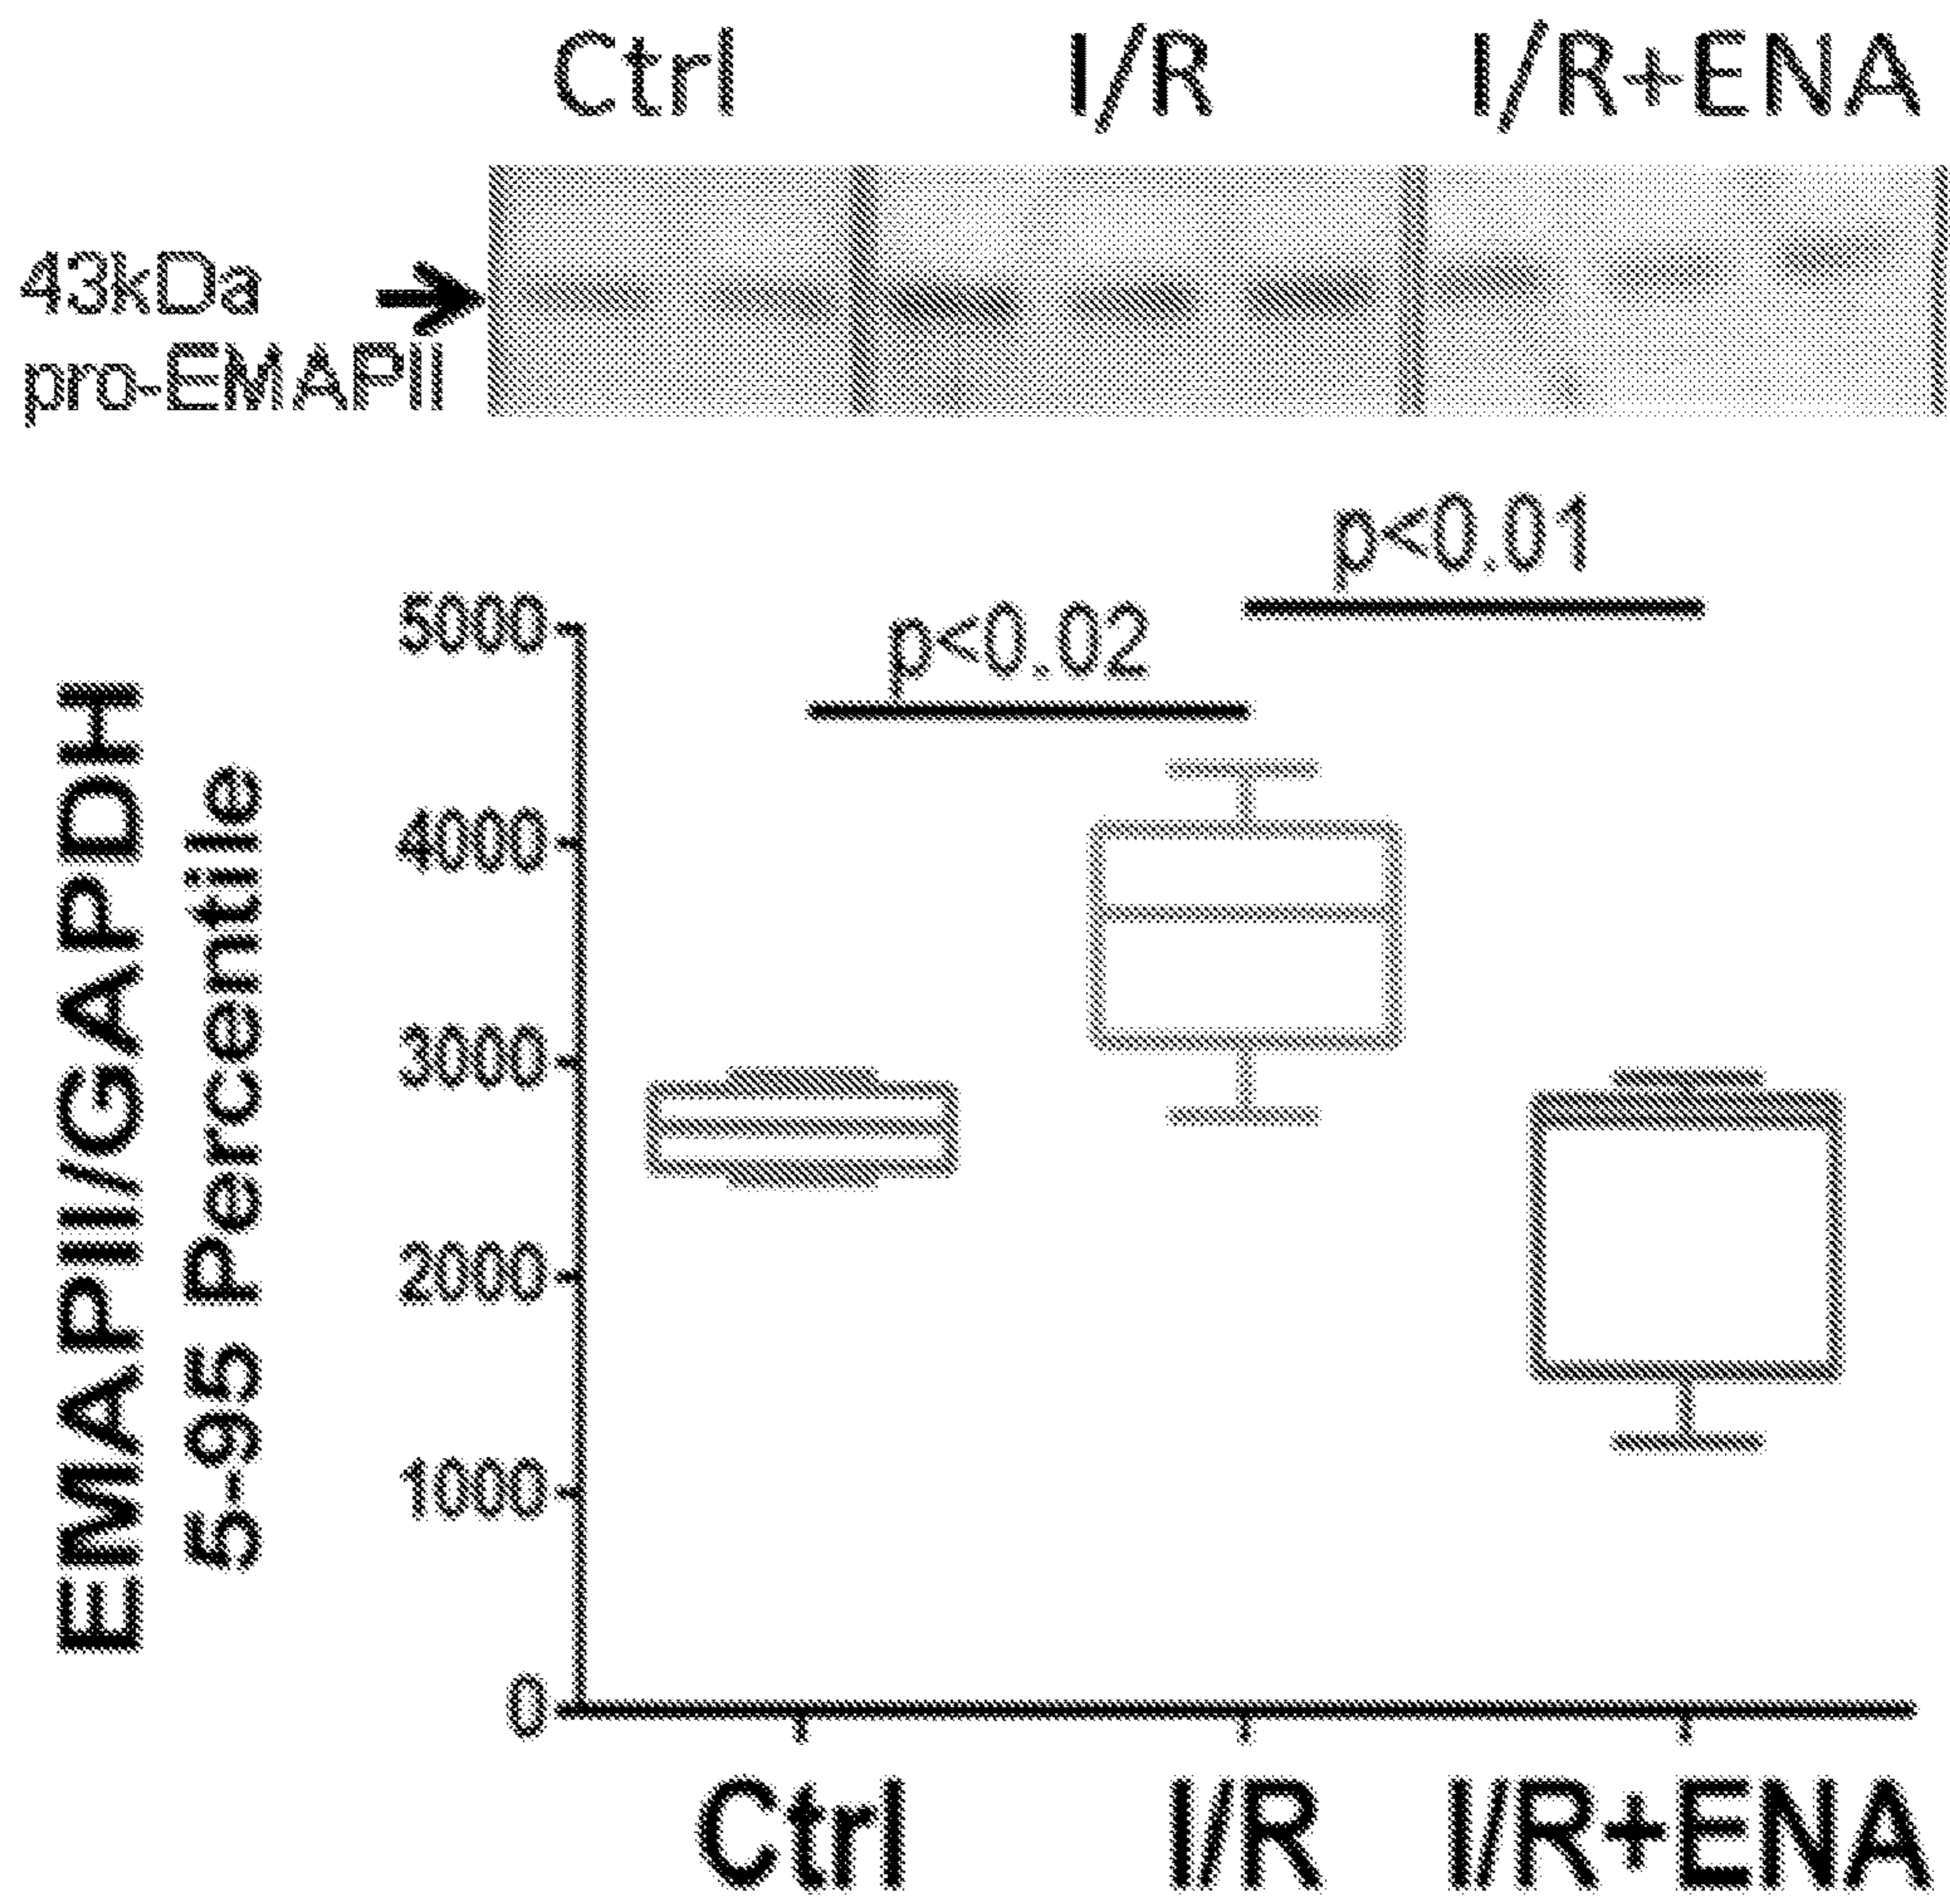 Ctrl I/R I/R+ENA
43kDa
pro-EMAPII
p<0.01
p<0.02
5000
4000
3000
2000
1000
0
EMAPII/GAPDH
5-95 Percentile
Ctrl I/R I/R+ENA